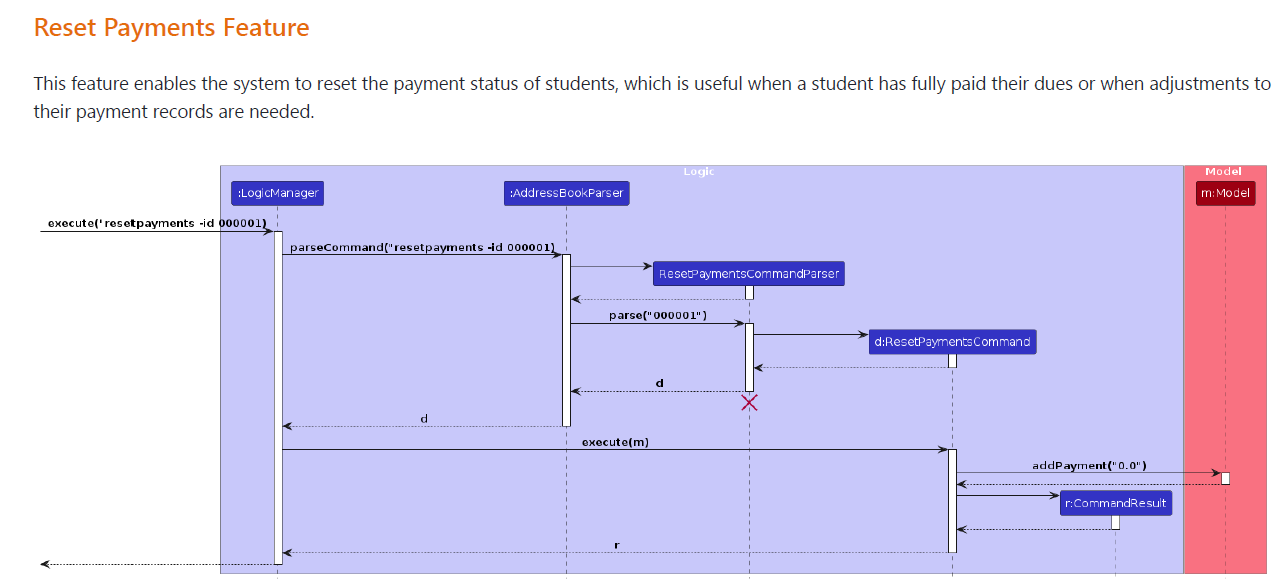 Reset Payments Feature
This feature enables the system to reset the payment status of students, which is useful when a student has fully paid their dues or when adjustments to
their payment records are needed.
Logic
Model
:LogicManager
:AddressBookParser
m:Model
execute("resetpayments -id 000001)
parseCommand("resetpayments -id 000001)
ResetPaymentsCommandParser
parse("000001")
d:ResetPaymentsCommand
d
d
execute(m)
addPayment("0.0")
r:CommandResult
r